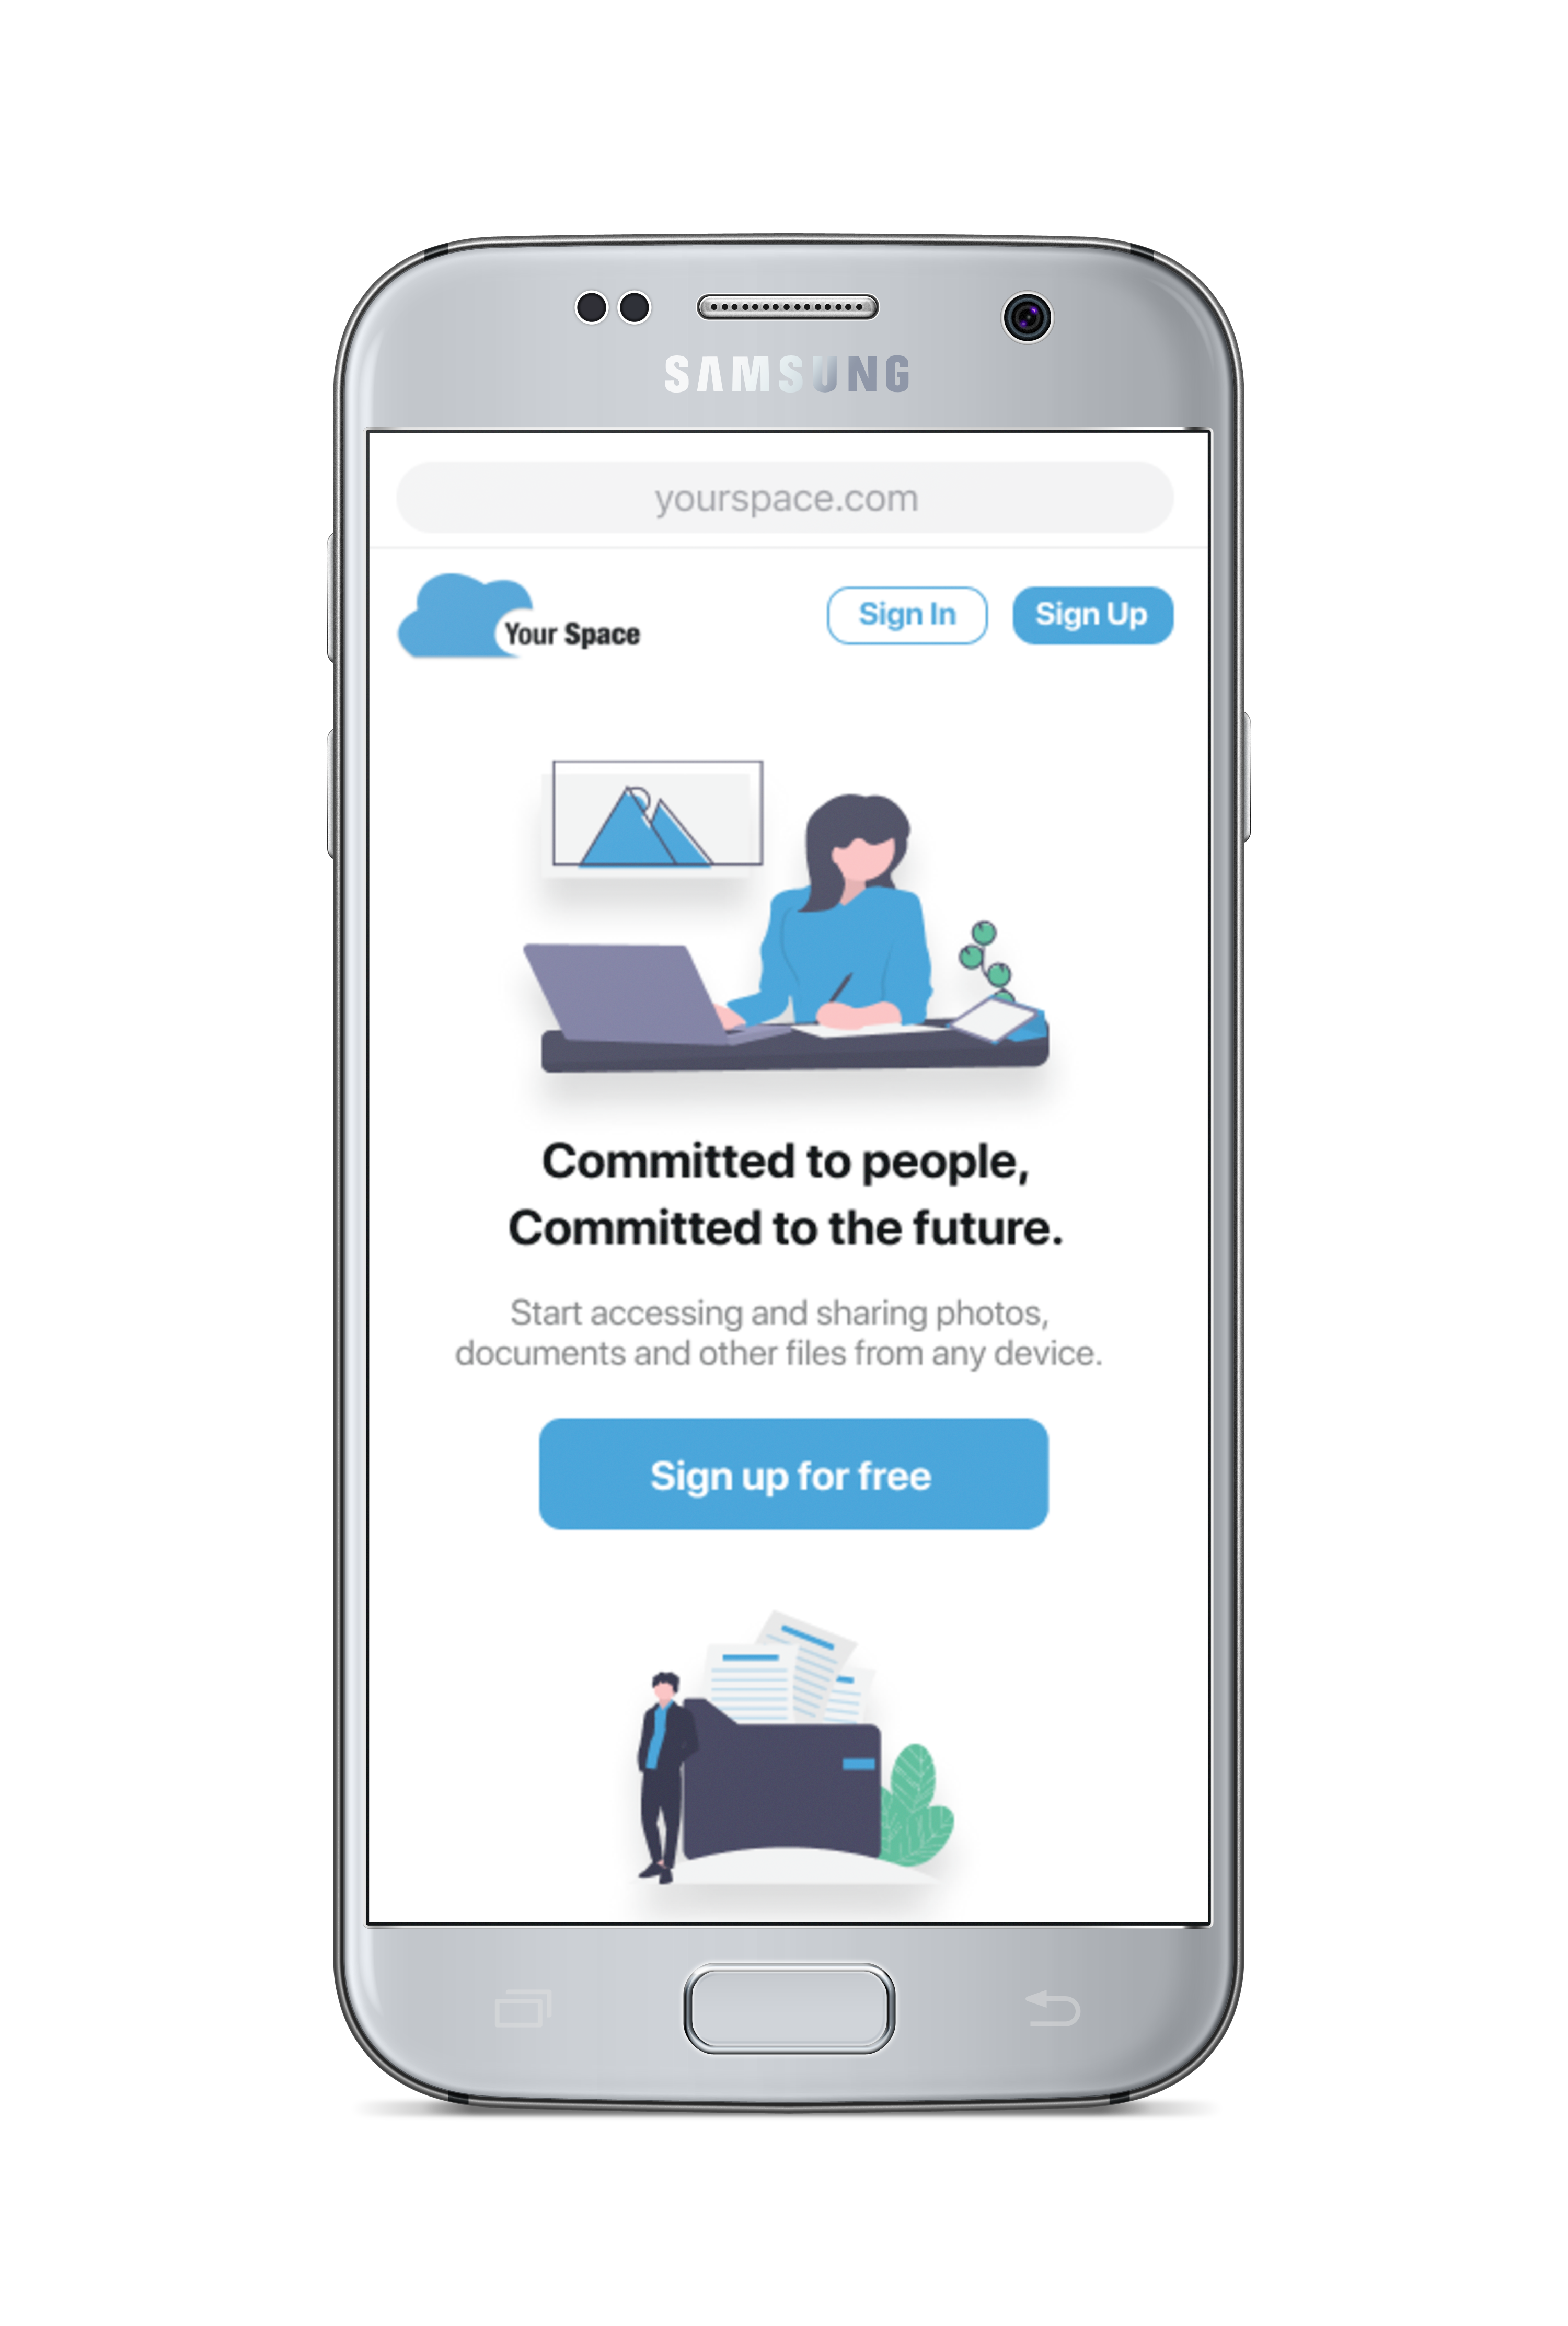 SAMSUNG
yourspace.com
Your Space
Sign In
Sign Up
Committed to people,
Committed to the future.
Start accessing and sharing photos,
documents and other files from any device.
Sign up for free